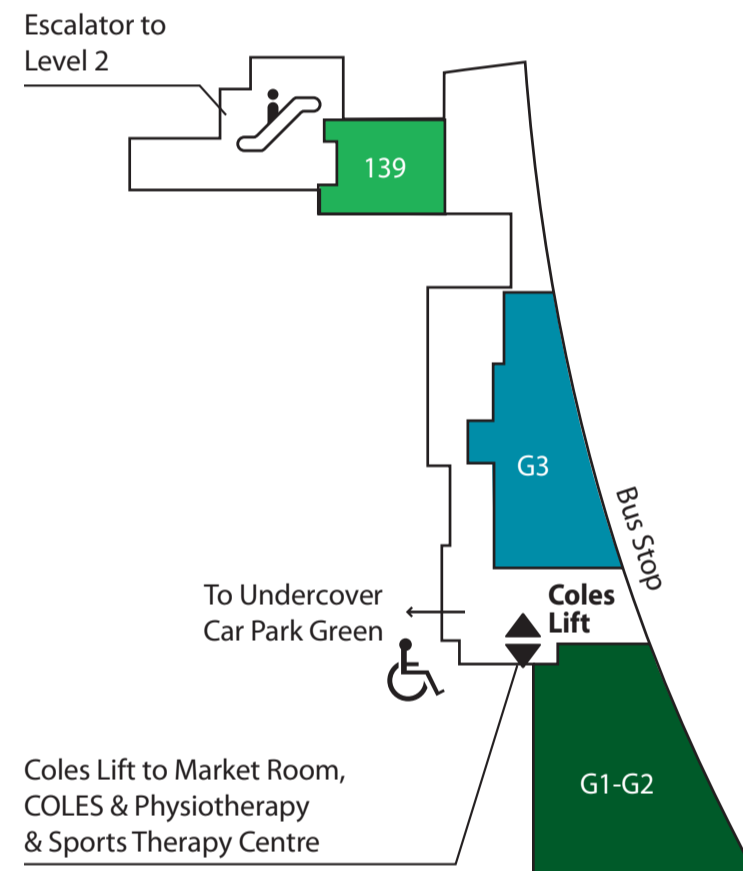 Escalator to
Level 2
139
G3
Bus Stop
To Undercover
Car Park Green
Coles
Lift
G1-G2
Coles Lift to Market Room,
COLES & Physiotherapy
& Sports Therapy Centre